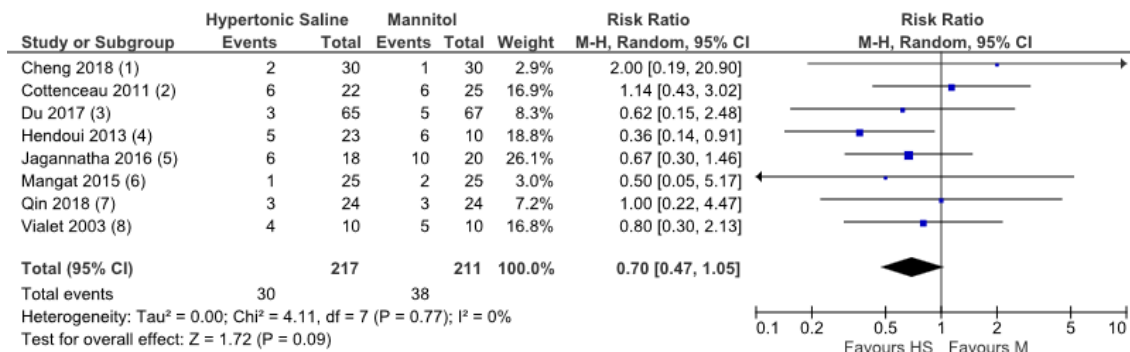 Hypertonic Saline Mannitol Risk Ratio Risk Ratio
Study or Subgroup Events Total Events Total Weight M-H, Random, 95% CI M-H, Random, 95% CI
Cheng 2018 (1) 2 30 1 30 2.9% 2.00 [0.19, 20.90]
Cottenceau 2011 (2) 6 22 6 25 16.9% 1.14 [0.43, 3.02]
Du 2017 (3) 3 65 5 67 8.3% 0.62 [0.15, 2.48]
Hendoui 2013 (4) 5 23 6 10 18.8% 0.36 [0.14, 0.91]
Jagannatha 2016 (5) 6 18 10 20 26.1% 0.67 [0.30, 1.46]
Mangat 2015 (6) 1 25 2 25 3.0% 0.50 [0.05, 5.17]
Qin 2018 (7) 3 24 3 24 7.2% 1.00 [0.22, 4.47]
Vialet 2003 (8) 4 10 5 10 16.8% 0.80 [0.30, 2.13]
Total (95% CI) 217 211 100.0% 0.70 [0.47, 1.05]
Total events 30 38
Heterogeneity: Tau² = 0.00; Chi² = 4.11, df = 7 (P = 0.77); I² = 0%
Test for overall effect: Z = 1.72 (P = 0.09)
0.1 0.2 0.5 1 2 5 10
Favours HS Favours M